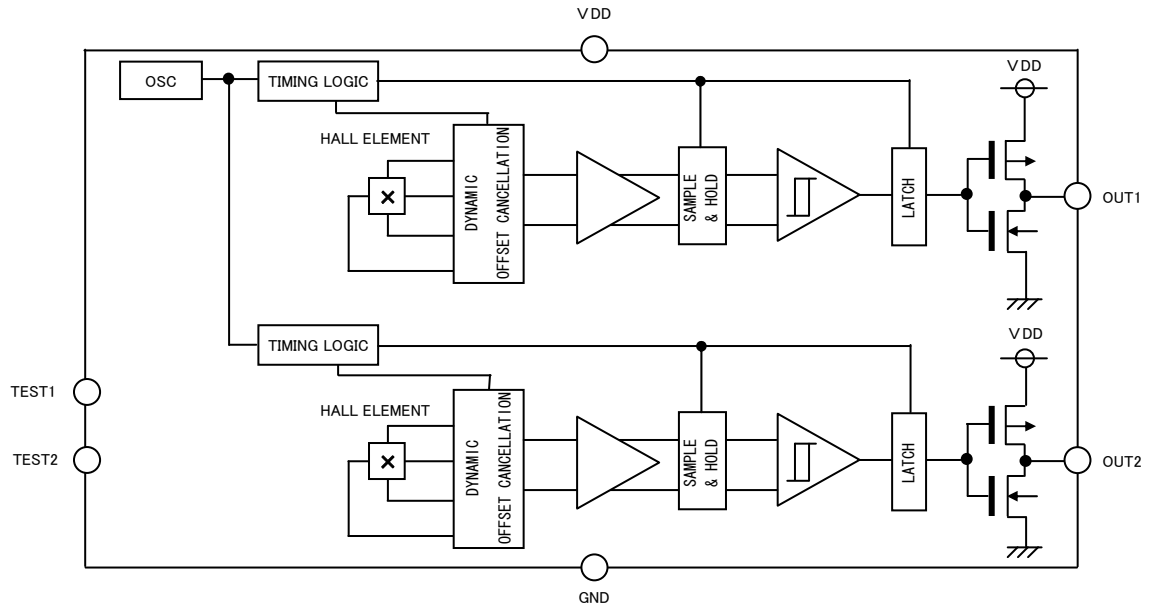 VDD
OSC
TIMING LOGIC
VDD
HALL ELEMENT
×
DYNAMIC
OFFSET CANCELLATION
SAMPLE
& HOLD
LATCH
OUT1
TIMING LOGIC
VDD
TEST1
HALL ELEMENT
×
DYNAMIC
OFFSET CANCELLATION
SAMPLE
& HOLD
LATCH
TEST2
OUT2
GND